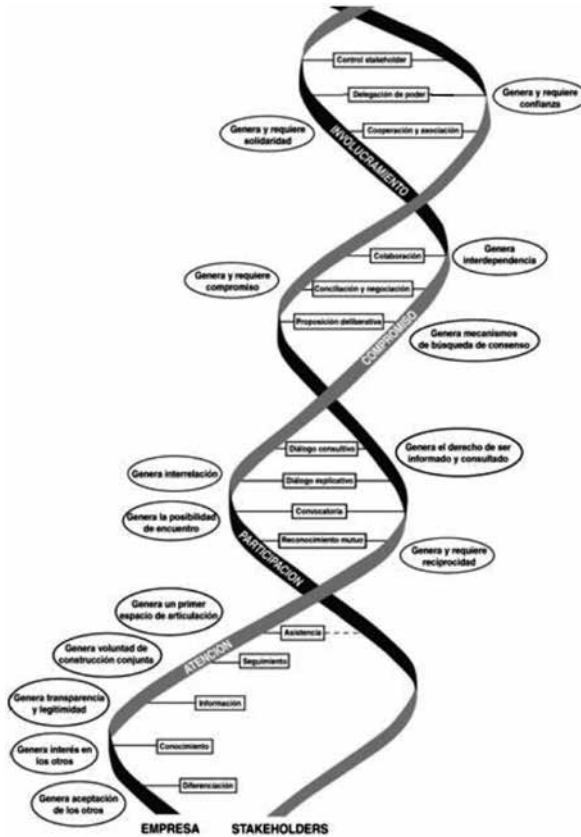 Control stakeholder
Delegación de poder
Genera y requiere
confianza
Genera y requiere
solidaridad
Cooperación y asociación
INVOLUCRAMIENTO
Colaboración
Genera
interdependencia
Genera y requiere
compromiso
Conciliación y negociación
Proposición deliberativa
COMPROMISO
Genera mecanismos
de búsqueda de consenso
Diálogo consultivo
Genera el derecho de ser
informado y consultado
Genera interrelación
Diálogo explicativo
Genera la posibilidad
de encuentro
Convocatoria
Reconocimiento mutuo
PARTICIPACION
Genera y requiere
reciprocidad
Genera un primer
espacio de articulación
Asistencia
ATENCION
Genera voluntad de
construcción conjunta
Seguimiento
Genera transparencia
y legitimidad
Información
Genera interés en
los otros
Conocimiento
Diferenciación
Genera aceptación
de los otros
EMPRESA
STAKEHOLDERS